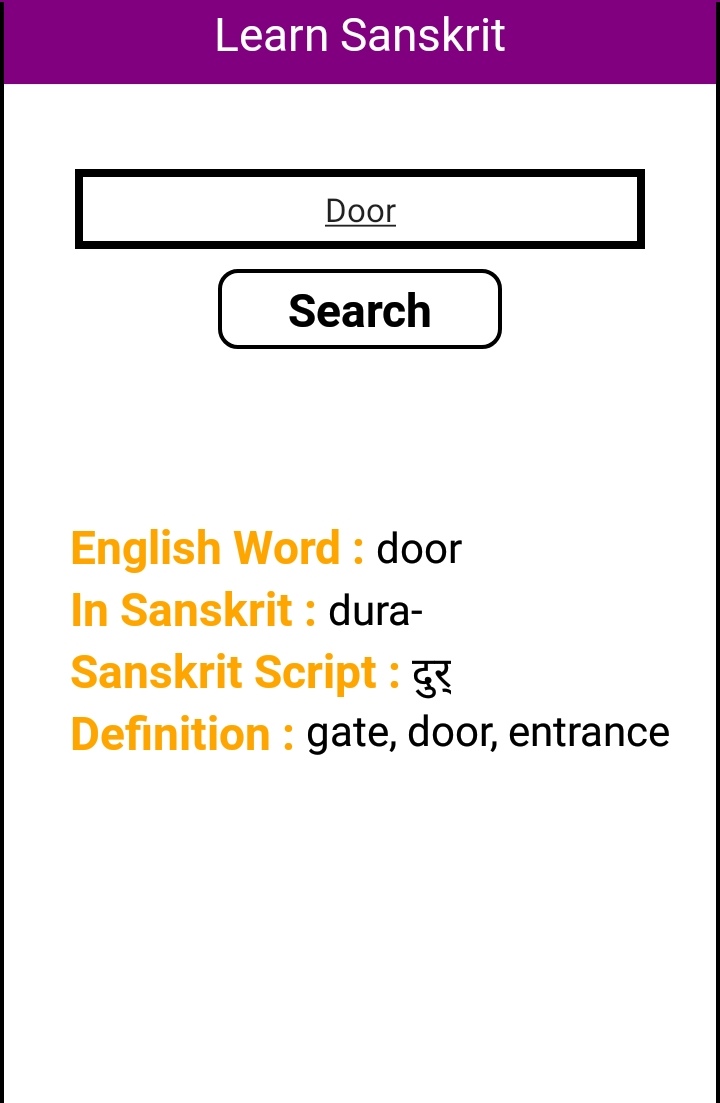 Learn Sanskrit
Door
Search
English Word : door
In Sanskrit : dura-
Sanskrit Script : दुर्
Definition : gate, door, entrance